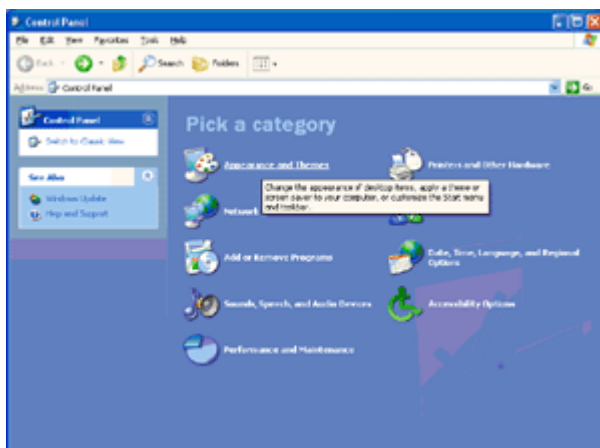 Control Panel
File Edit View Favorites Tools Help
Back Search Folders
Address Control Panel Go
Control Panel
Switch to Classic View
See Also
Windows Update
Help and Support
Pick a category
Appearance and Themes
Printers and Other Hardware
Change the appearance of desktop items, apply a theme or
screen saver to your computer, or customize the Start menu
and taskbar.
Network
Add or Remove Programs
Date, Time, Language, and Regional
Options
Sounds, Speech, and Audio Devices
Accessibility Options
Performance and Maintenance